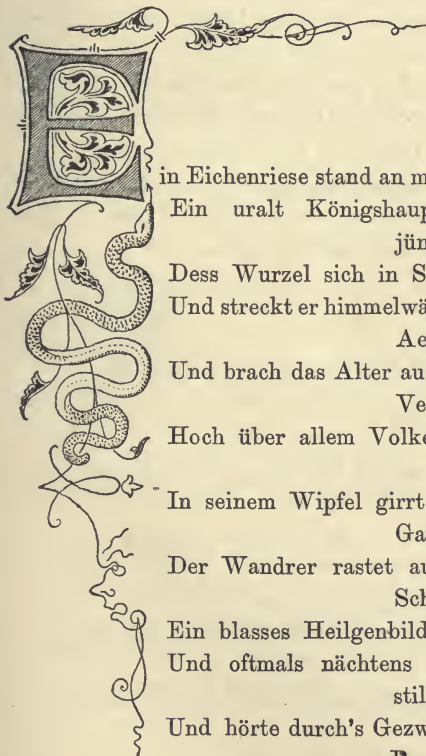 Ein Eichenriese stand an m
Ein uralt Königshaup
jün
Dess Wurzel sich in S
Und streckt er himmelwä
Ae
Und brach das Alter au
Ve
Hoch über allem Volke
In seinem Wipfel girrt
Ga
Der Wandrer rastet au
Sch
Ein blasses Heilgenbild
Und oftmals nächtens
stil
Und hörte durch's Gezw